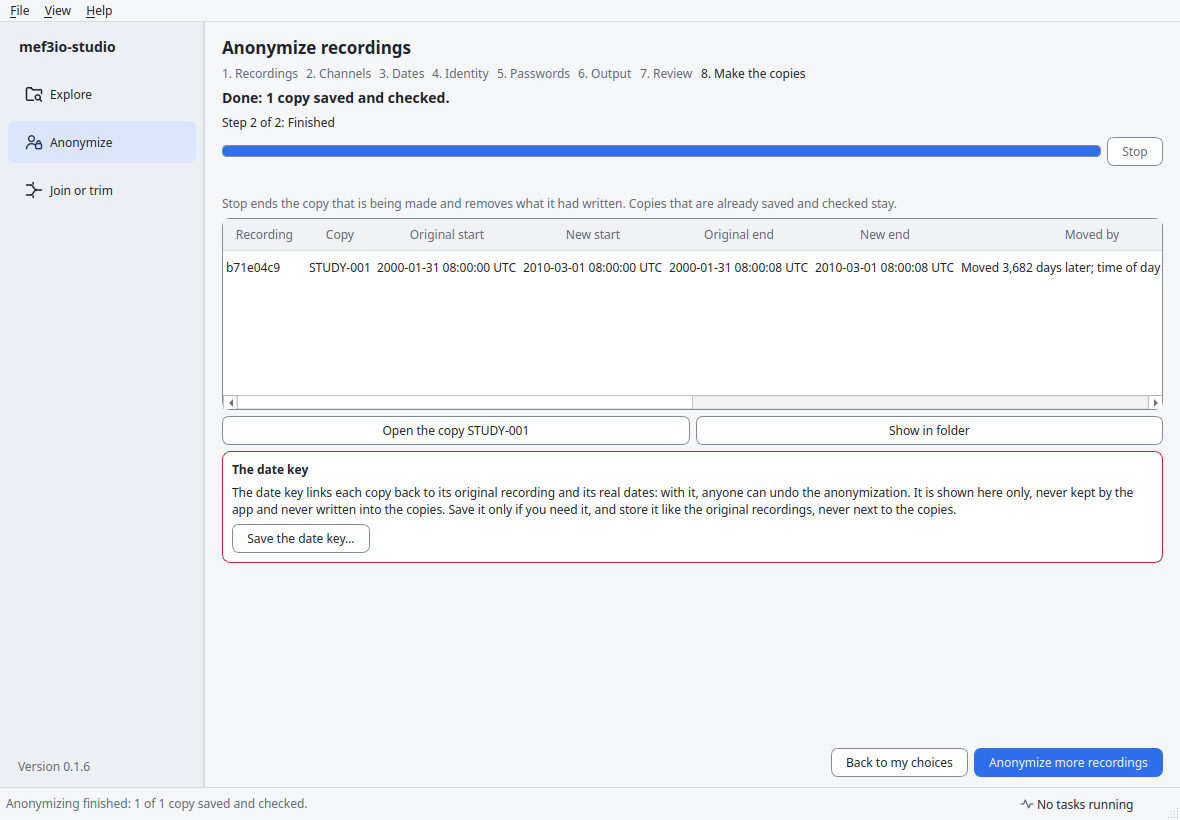 File View Help
mef3io-studio
Explore
Anonymize
Join or trim
Version 0.1.6
Anonymize recordings
1. Recordings 2. Channels 3. Dates 4. Identity 5. Passwords 6. Output 7. Review 8. Make the copies
Done: 1 copy saved and checked.
Step 2 of 2: Finished
Stop
Stop ends the copy that is being made and removes what it had written. Copies that are already saved and checked stay.
Recording Copy Original start New start Original end New end Moved by
b71e04c9 STUDY-001 2000-01-31 08:00:00 UTC 2010-03-01 08:00:00 UTC 2000-01-31 08:00:08 UTC 2010-03-01 08:00:08 UTC Moved 3,682 days later; time of day
Open the copy STUDY-001 Show in folder
The date key
The date key links each copy back to its original recording and its real dates: with it, anyone can undo the anonymization. It is shown here only, never kept by the
app and never written into the copies. Save it only if you need it, and store it like the original recordings, never next to the copies.
Save the date key...
Back to my choices Anonymize more recordings
Anonymizing finished: 1 of 1 copy saved and checked. No tasks running